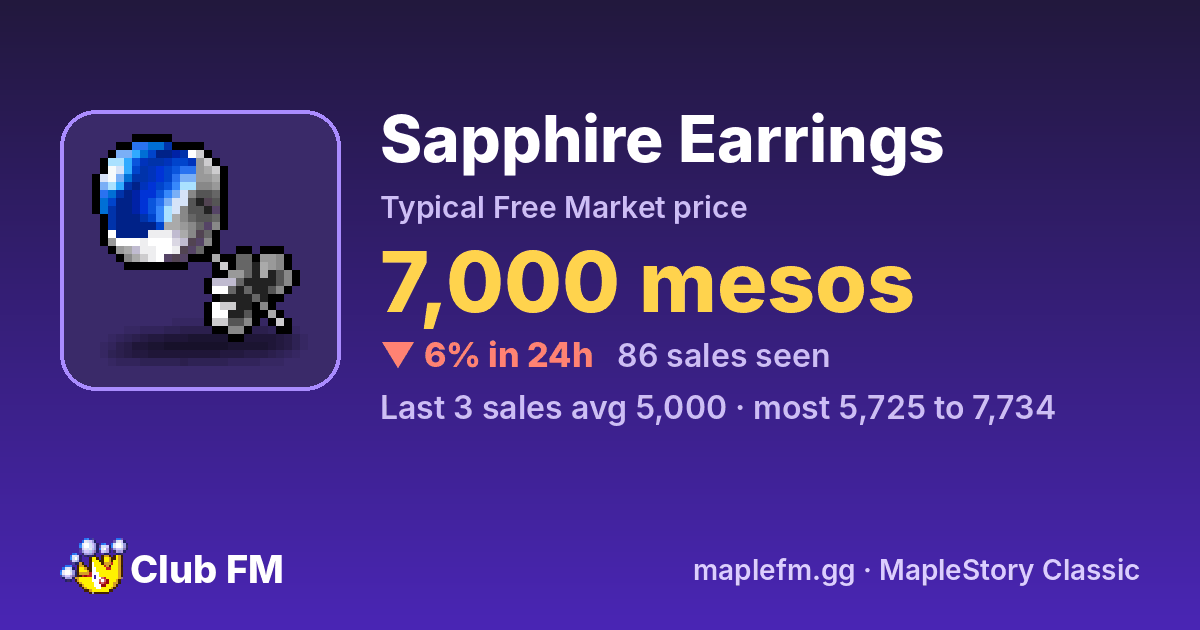 Sapphire Earrings
Typical Free Market price
7,000 mesos
▼ 6% in 24h 86 sales seen
Last 3 sales avg 5,000 · most 5,725 to 7,734
Club FM
maplefm.gg · MapleStory Classic